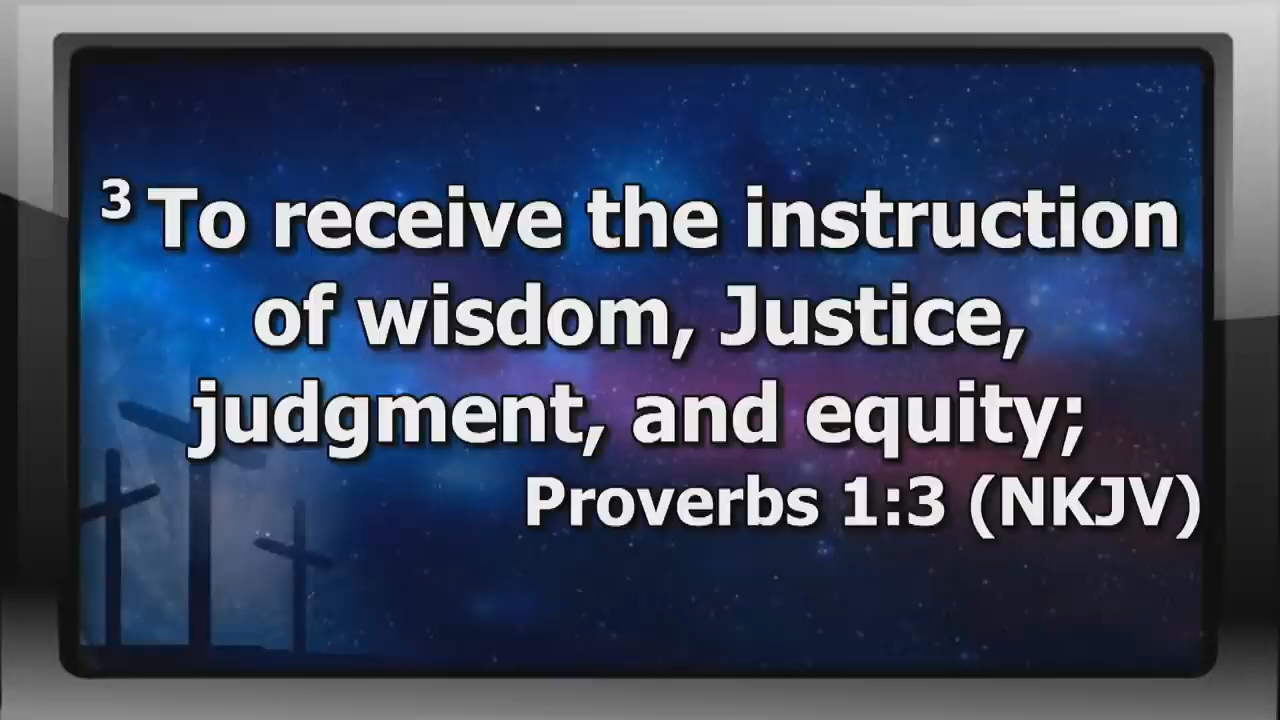 3 To receive the instruction
of wisdom, Justice,
judgment, and equity;
Proverbs 1:3 (NKJV)